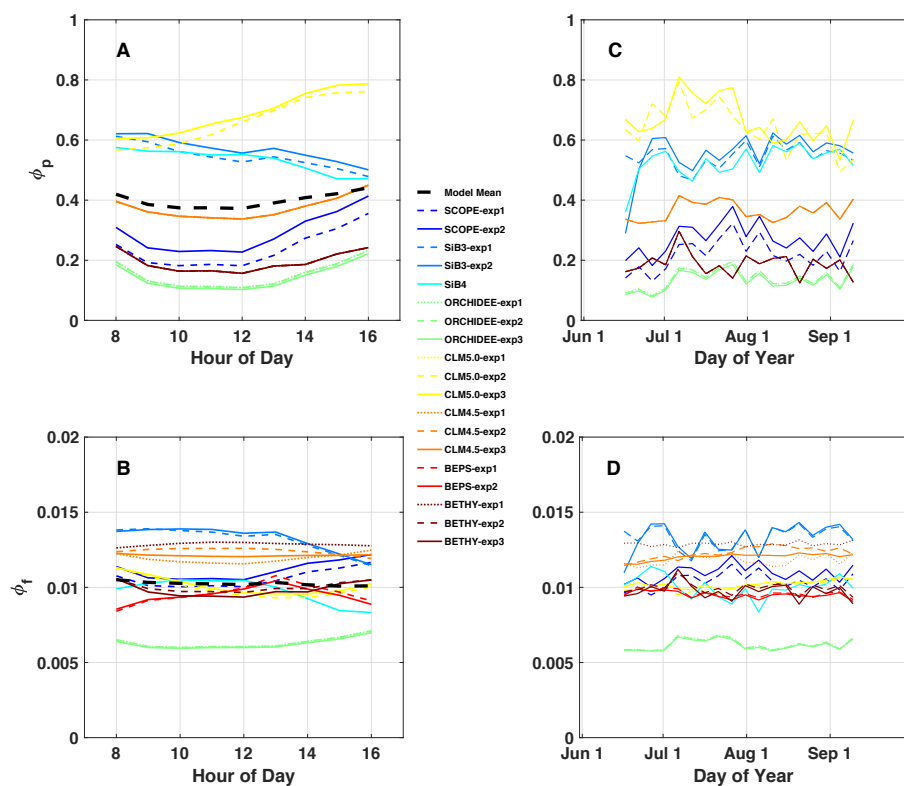 A
1
0.8
0.6
0.4
0.2
0
ϕp
8
10
12
14
16
Hour of Day
C
1
0.8
0.6
0.4
0.2
0
Jun 1
Jul 1
Aug 1
Sep 1
Day of Year
Model Mean
SCOPE-exp1
SCOPE-exp2
SiB3-exp1
SiB3-exp2
SiB4
ORCHIDEE-exp1
ORCHIDEE-exp2
ORCHIDEE-exp3
CLM5.0-exp1
CLM5.0-exp2
CLM5.0-exp3
CLM4.5-exp1
CLM4.5-exp2
CLM4.5-exp3
BEPS-exp1
BEPS-exp2
BETHY-exp1
BETHY-exp2
BETHY-exp3
B
0.02
0.015
0.01
0.005
0
ϕf
8
10
12
14
16
Hour of Day
D
0.02
0.015
0.01
0.005
0
Jun 1
Jul 1
Aug 1
Sep 1
Day of Year